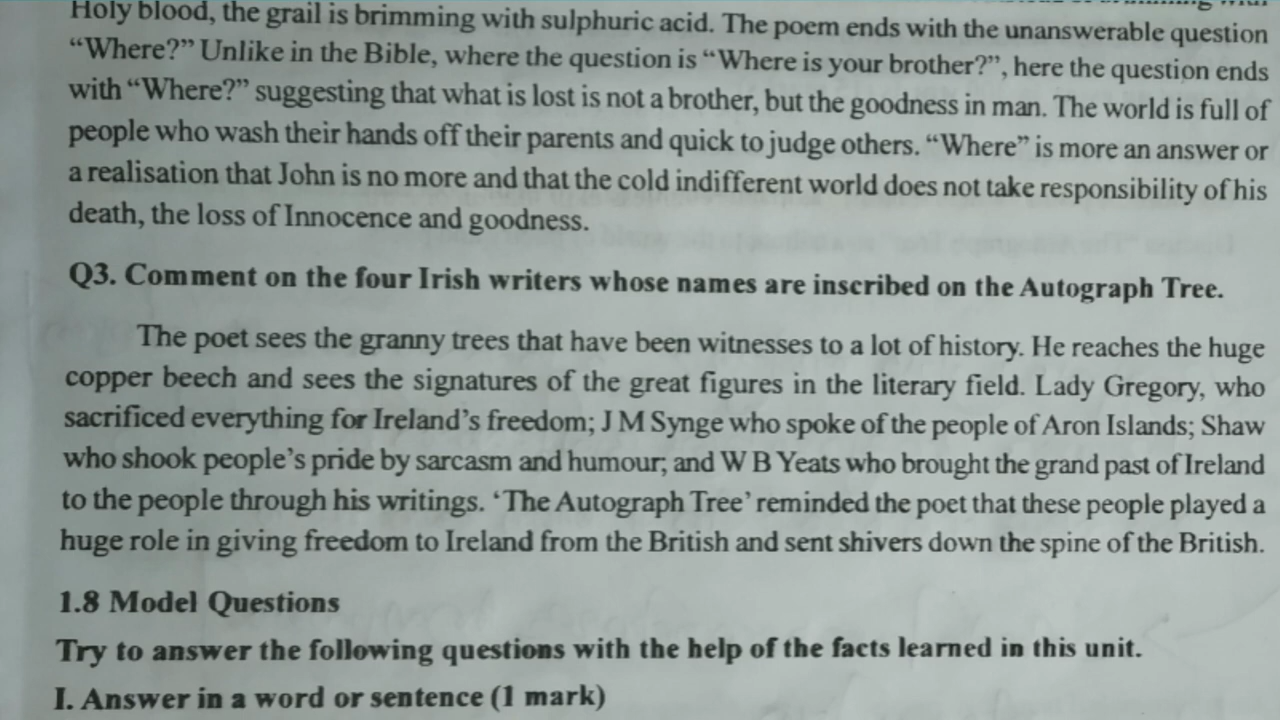 Holy blood, the grail is brimming with sulphuric acid. The poem ends with the unanswerable question
“Where?” Unlike in the Bible, where the question is “Where is your brother?”, here the question ends
with “Where?” suggesting that what is lost is not a brother, but the goodness in man. The world is full of
people who wash their hands off their parents and quick to judge others. “Where” is more an answer or
a realisation that John is no more and that the cold indifferent world does not take responsibility of his
death, the loss of Innocence and goodness.
Q3. Comment on the four Irish writers whose names are inscribed on the Autograph Tree.
The poet sees the granny trees that have been witnesses to a lot of history. He reaches the huge
copper beech and sees the signatures of the great figures in the literary field. Lady Gregory, who
sacrificed everything for Ireland’s freedom; J M Synge who spoke of the people of Aron Islands; Shaw
who shook people’s pride by sarcasm and humour; and W B Yeats who brought the grand past of Ireland
to the people through his writings. ‘The Autograph Tree’ reminded the poet that these people played a
huge role in giving freedom to Ireland from the British and sent shivers down the spine of the British.
1.8 Model Questions
Try to answer the following questions with the help of the facts learned in this unit.
I. Answer in a word or sentence (1 mark)